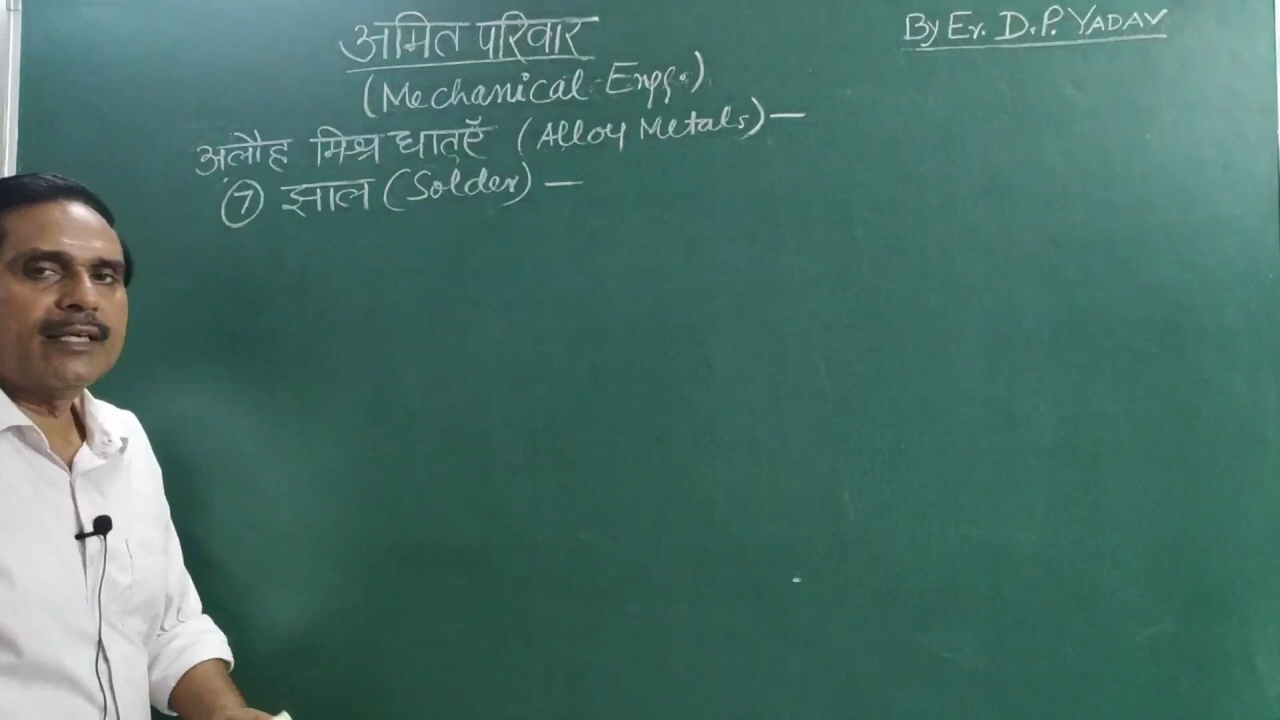 अमित परिवार
By Er. D.P. YADAV
(Mechanical Engg.)
अलौह मिश्र धातुएँ (Alloy Metals) —
⑦ झाल (Solder) —